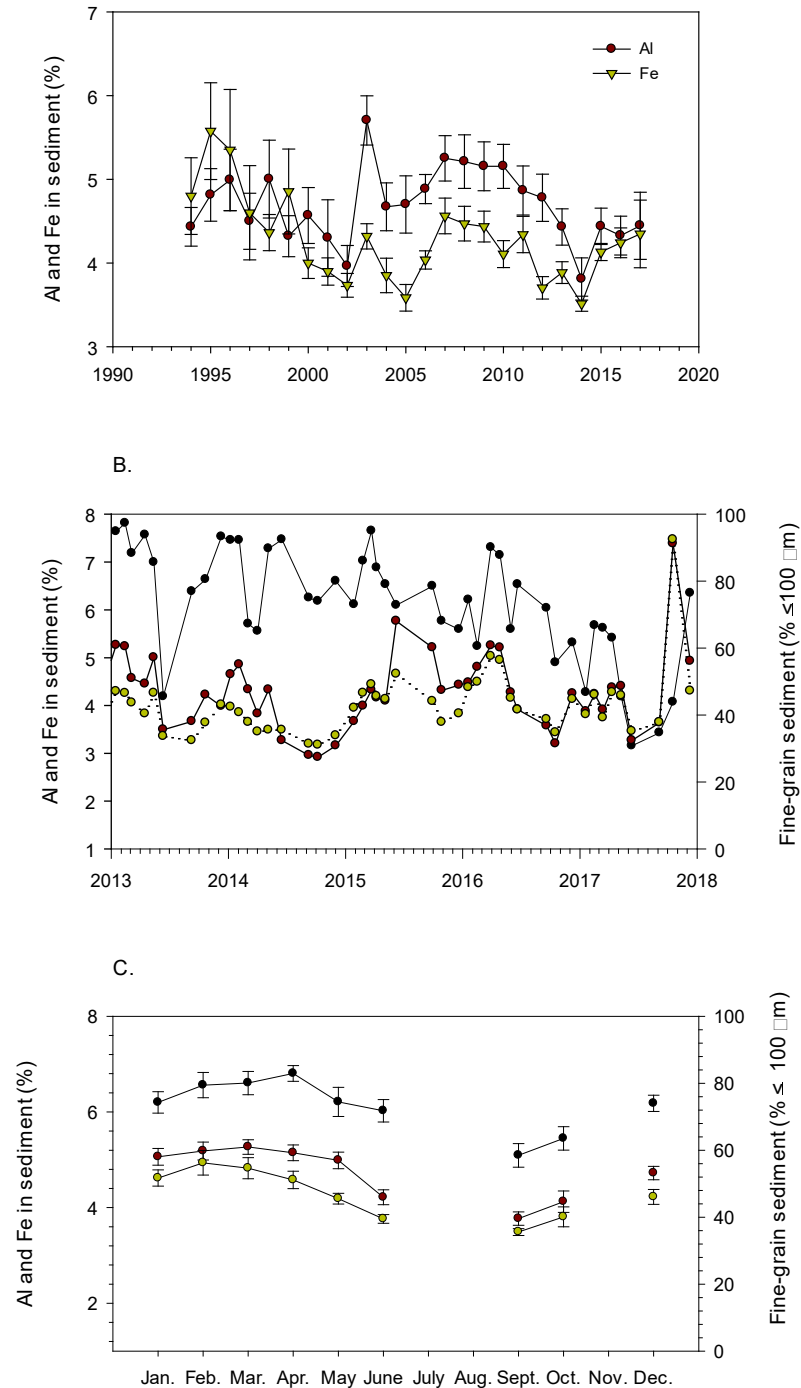 7
6
5
4
3
Al and Fe in sediment (%)
Al
Fe
1990 1995 2000 2005 2010 2015 2020
B.
8
7
6
5
4
3
2
1
Al and Fe in sediment (%)
100
80
60
40
20
0
Fine-grain sediment (% ≤100 □m)
2013 2014 2015 2016 2017 2018
C.
8
6
4
2
Al and Fe in sediment (%)
100
80
60
40
20
0
Fine-grain sediment (% ≤ 100 □m)
Jan. Feb. Mar. Apr. May June July Aug. Sept. Oct. Nov. Dec.